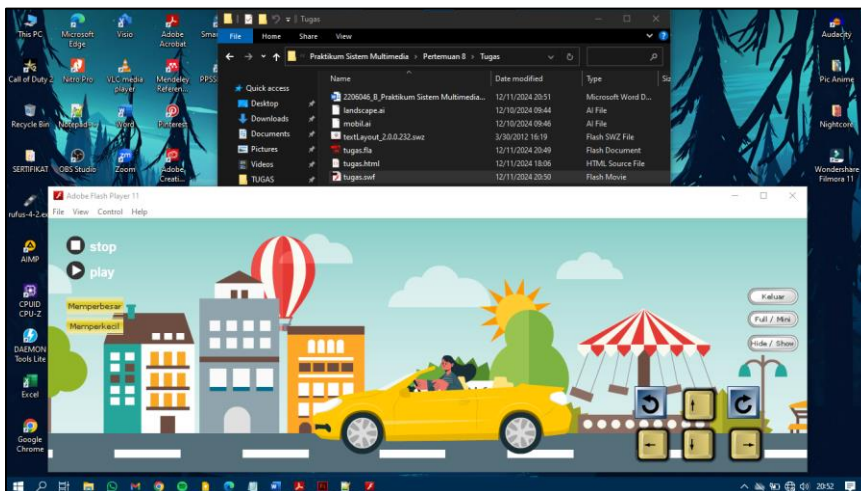 This PC
Microsoft Edge
Visio
Adobe Acrobat
Call of Duty 2
Nitro Pro
VLC media player
Mendeley Referen...
PPSS
Recycle Bin
Notepad++
Word
Pinterest
SERTIFIKAT
OBS Studio
Zoom
Adobe Creati...
rufus-4-2.ex
AIMP
CPUID CPU-Z
DAEMON Tools Lite
Excel
Google Chrome
Audacity
Pic Anime
Nightcore
Wondershare Filmora 11
Tugas
File Home Share View
Praktikum Sistem Multimedia > Pertemuan 8 > Tugas
Quick access
Desktop
Downloads
Documents
Pictures
Videos
TUGAS
Name Date modified Type
2206046_B_Praktikum Sistem Multimedia... 12/11/2024 20:51 Microsoft Word D...
landscape.ai 12/10/2024 09:44 AI File
mobil.ai 12/10/2024 09:46 AI File
textLayout_2.0.0.232.swz 3/30/2012 16:19 Flash SWZ File
tugas.fla 12/11/2024 20:49 Flash Document
tugas.html 12/11/2024 18:06 HTML Source File
tugas.swf 12/11/2024 20:50 Flash Movie
Adobe Flash Player 11
File View Control Help
stop
play
Memperbesar
Memperkecil
Keluar
Full / Mini
Hide / Show
20:52